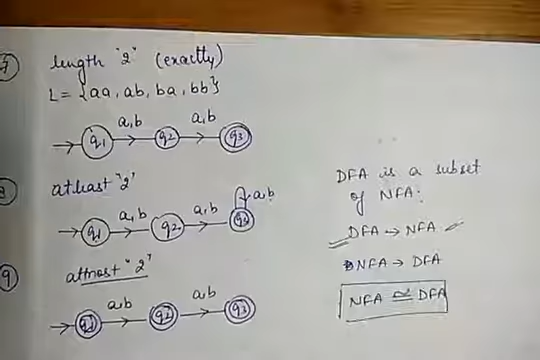 length "2" (exactly)
L = {aa, ab, ba, bb}
a,b a,b
q1 q2 q3
8
atleast "2"
a,b a,b a,b
q1 q2 q3
9
atmost "2"
a,b a,b
q1 q2 q3
DFA is a subset
of NFA:
DFA → NFA
NFA → DFA
NFA ≅ DFA